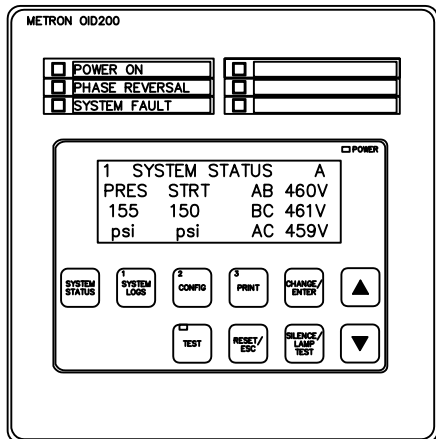 METRON OID200
POWER ON
PHASE REVERSAL
SYSTEM FAULT
POWER
1 SYSTEM STATUS A
PRES STRT AB 460V
155 150 BC 461V
psi psi AC 459V
SYSTEM STATUS
1 SYSTEM LOGS
2 CONFIG
3 PRINT
CHANGE/ ENTER
TEST
RESET/ ESC
SILENCE/ LAMP TEST